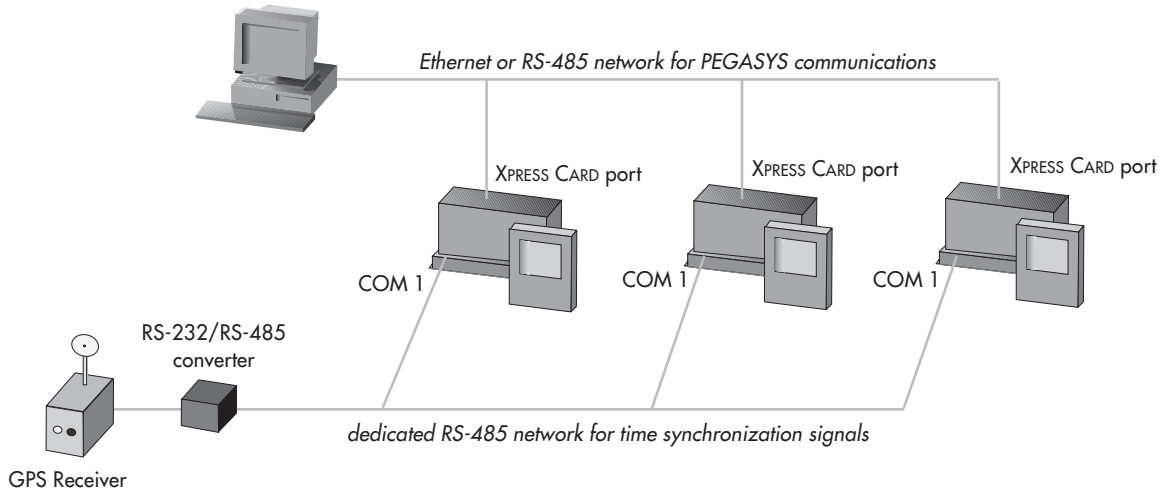 Ethernet or RS-485 network for PEGASYS communications
XPRESS CARD port
XPRESS CARD port
XPRESS CARD port
COM 1
COM 1
COM 1
RS-232/RS-485
converter
dedicated RS-485 network for time synchronization signals
GPS Receiver